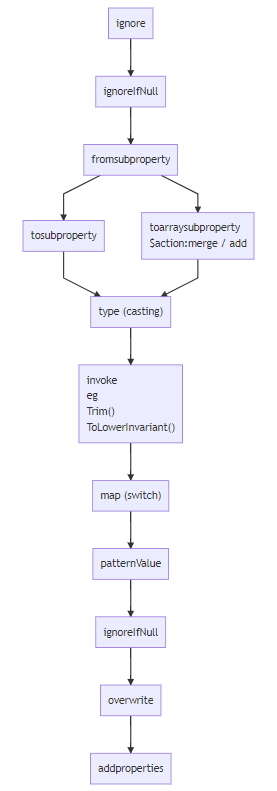 ignore
ignoreIfNull
fromsubproperty
tosubproperty
toarraysubproperty
$action:merge / add
type (casting)
invoke
eg
Trim()
ToLowerInvariant()
map (switch)
patternValue
ignoreIfNull
overwrite
addproperties